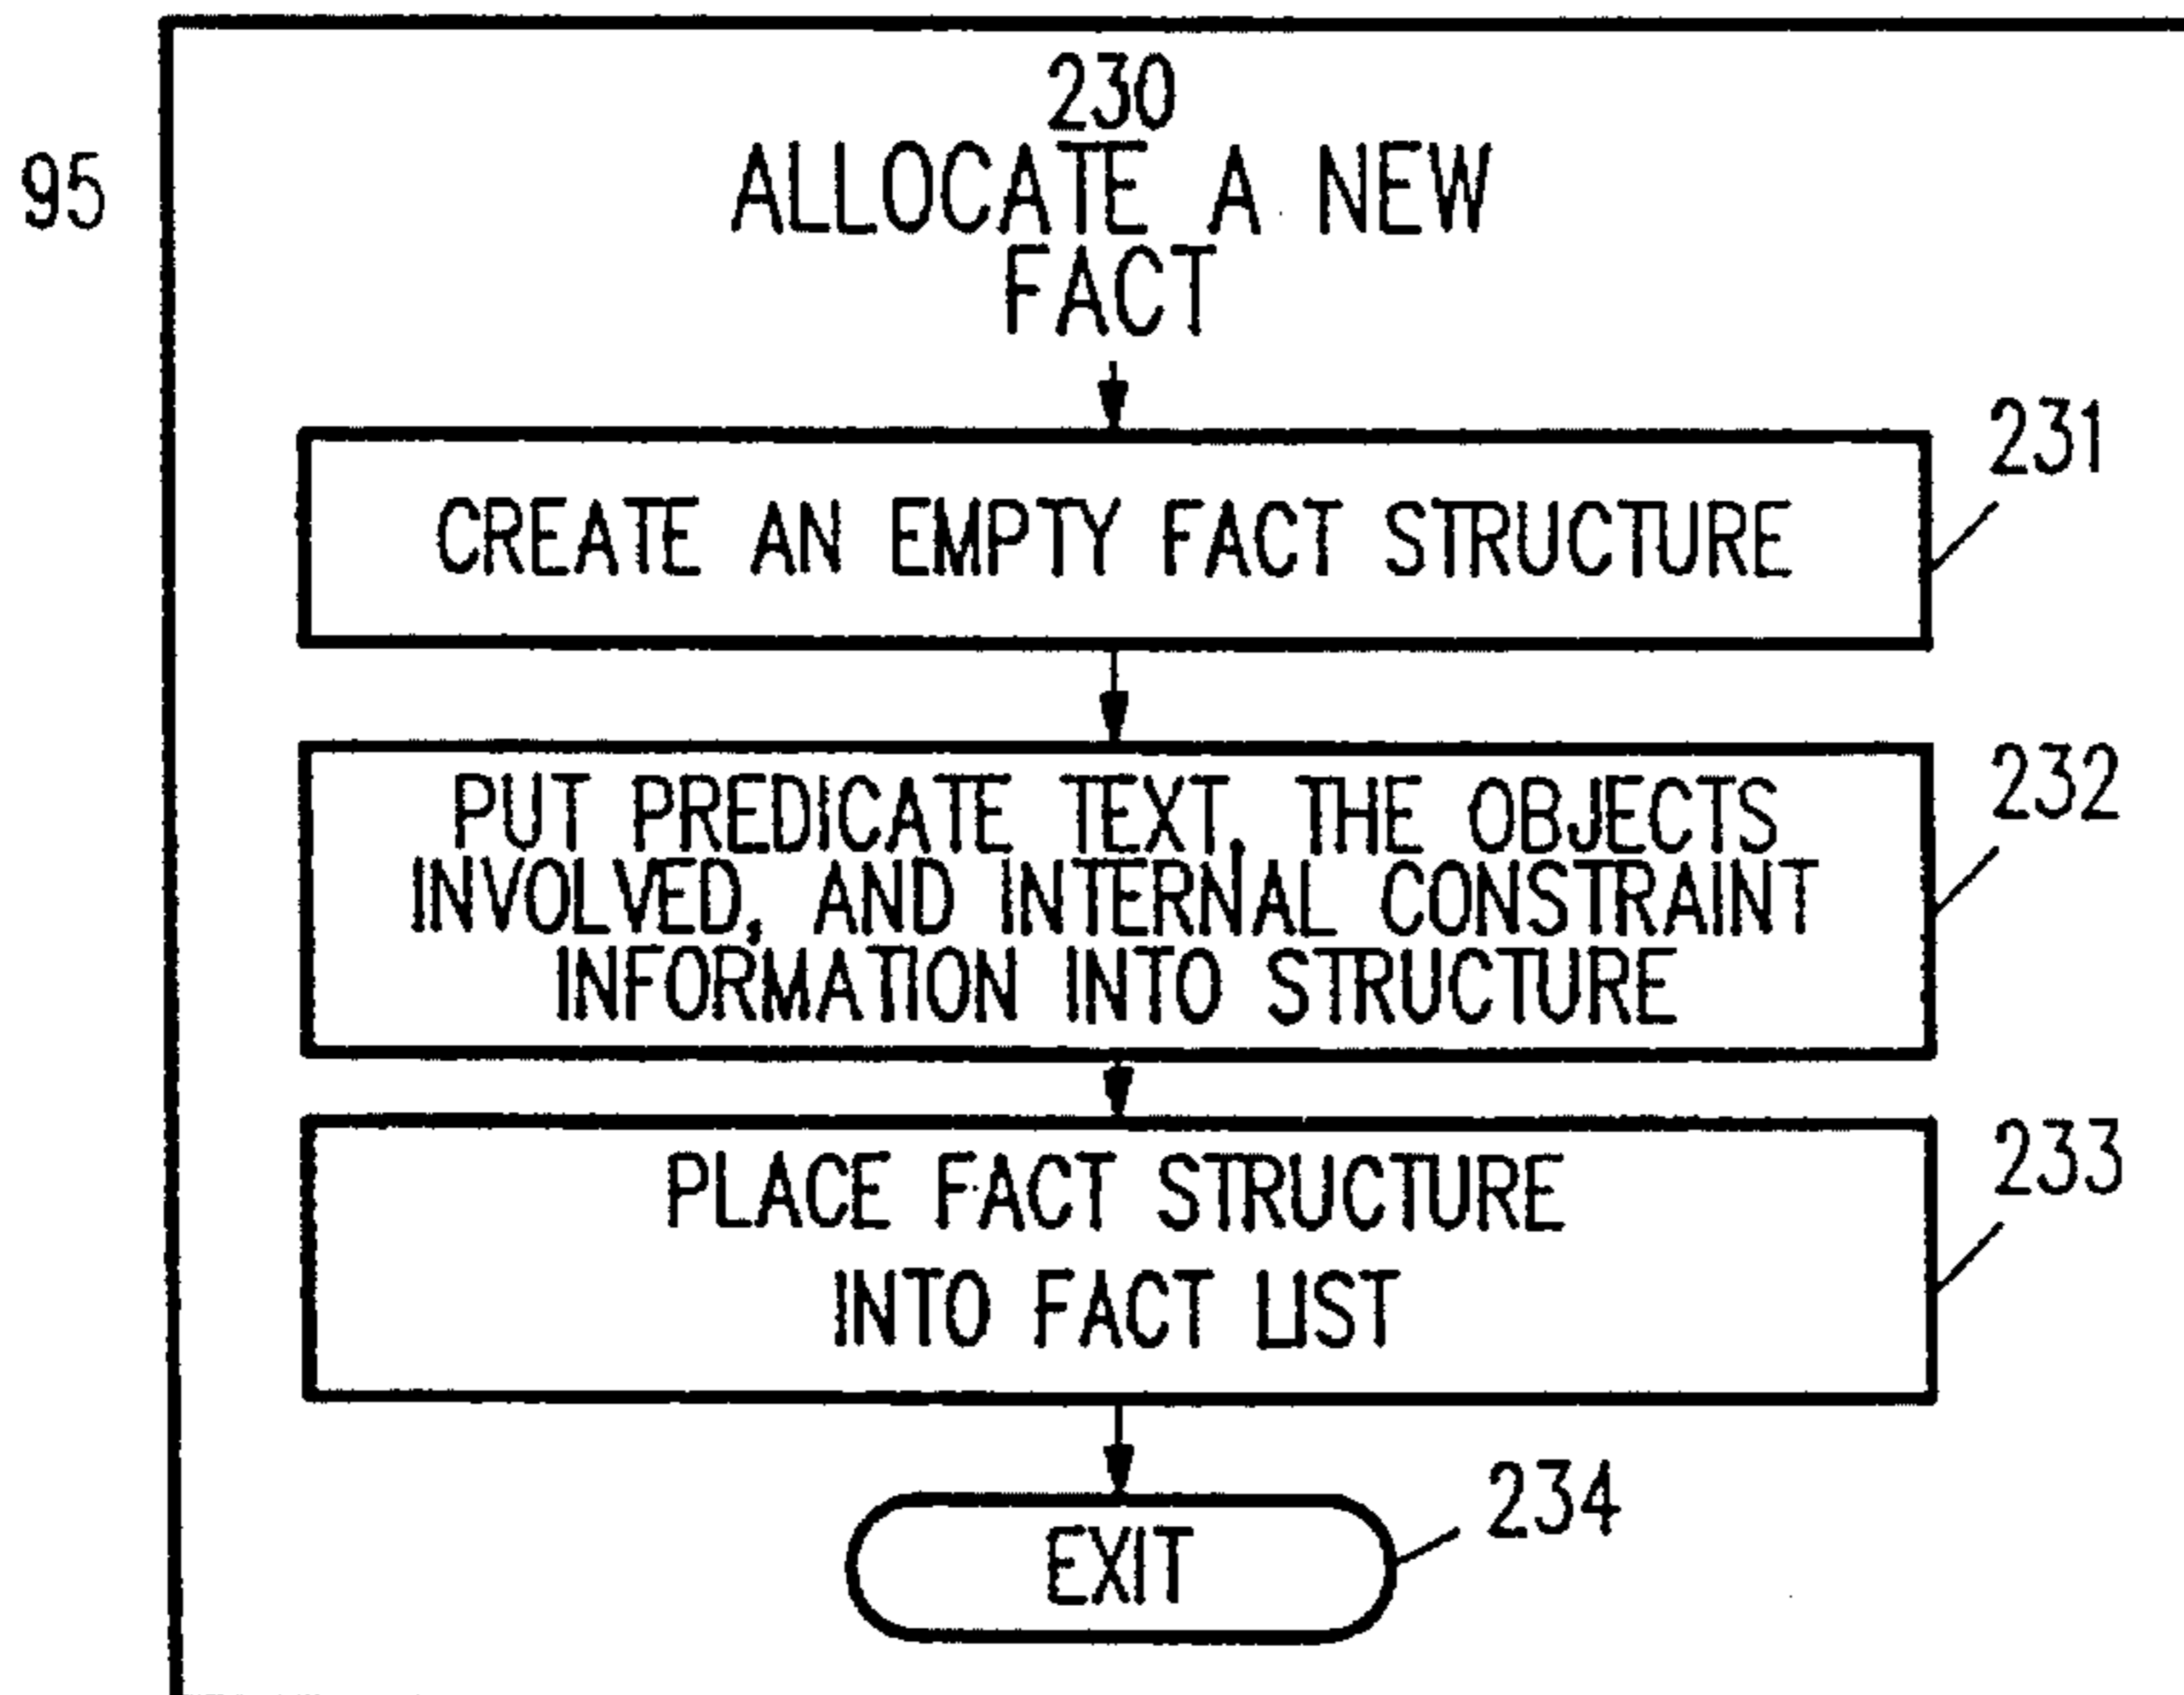 230
95
ALLOCATE A NEW
FACT
231
CREATE AN EMPTY FACT STRUCTURE
232
PUT PREDICATE TEXT, THE OBJECTS
INVOLVED, AND INTERNAL CONSTRAINT
INFORMATION INTO STRUCTURE
233
PLACE FACT STRUCTURE
INTO FACT LIST
234
EXIT